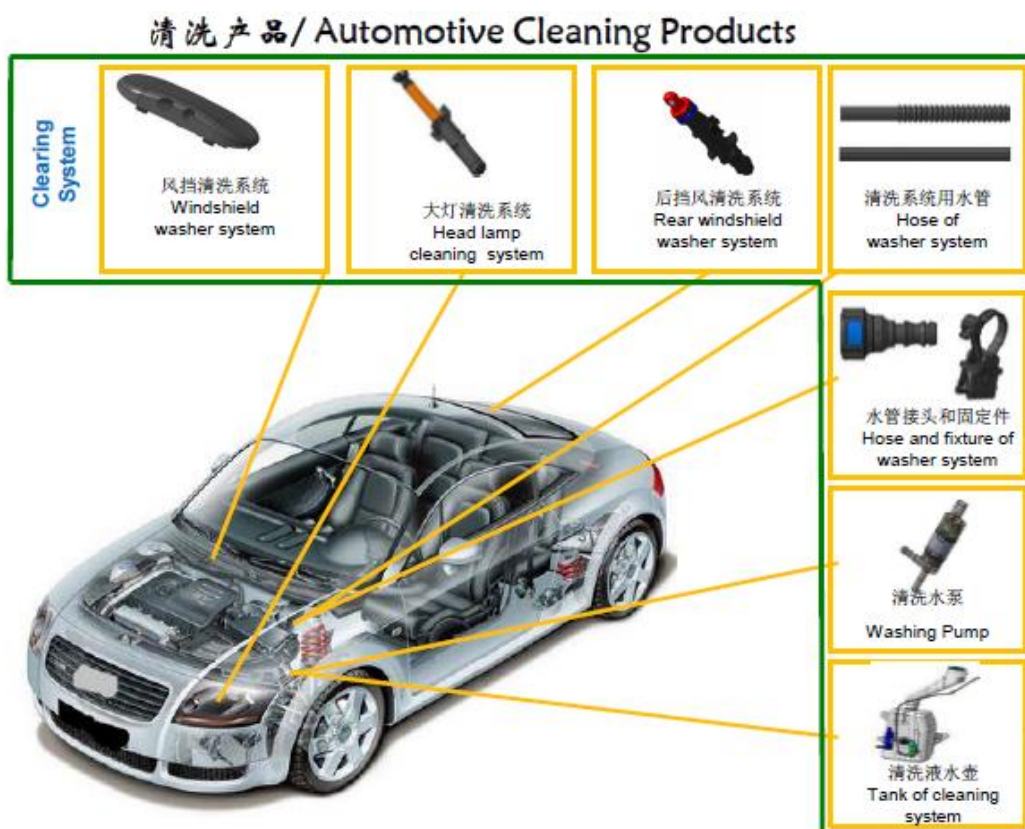 清洗产品/ Automotive Cleaning Products
Clearing
System
风挡清洗系统
Windshield
washer system
大灯清洗系统
Head lamp
cleaning system
后挡风清洗系统
Rear windshield
washer system
清洗系统用水管
Hose of
washer system
水管接头和固定件
Hose and fixture of
washer system
清洗水泵
Washing Pump
清洗液水壶
Tank of cleaning
system